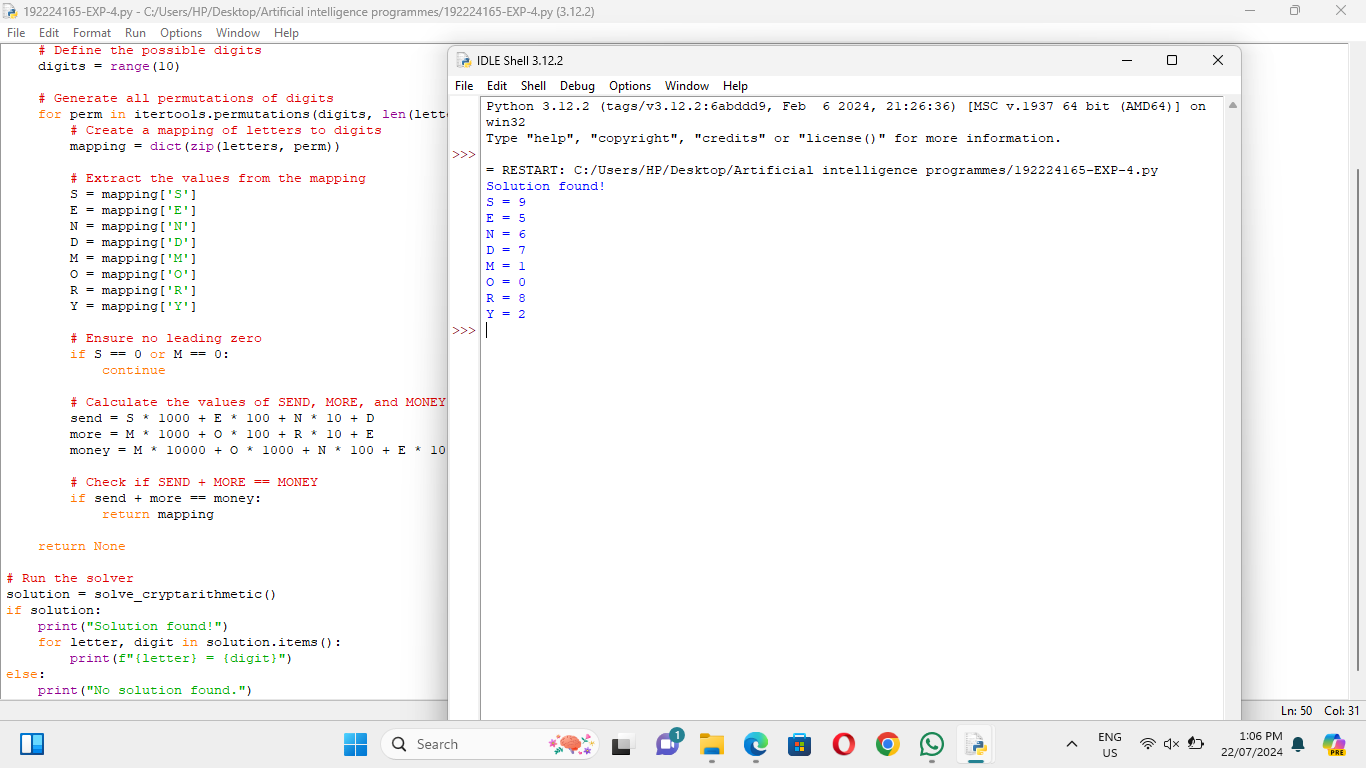 192224165-EXP-4.py - C:/Users/HP/Desktop/Artificial intelligence programmes/192224165-EXP-4.py (3.12.2)
File Edit Format Run Options Window Help
# Define the possible digits
digits = range(10)
# Generate all permutations of digits
for perm in itertools.permutations(digits, len(lett
# Create a mapping of letters to digits
mapping = dict(zip(letters, perm))
# Extract the values from the mapping
S = mapping['S']
E = mapping['E']
N = mapping['N']
D = mapping['D']
M = mapping['M']
O = mapping['O']
R = mapping['R']
Y = mapping['Y']
# Ensure no leading zero
if S == 0 or M == 0:
continue
# Calculate the values of SEND, MORE, and MONEY
send = S * 1000 + E * 100 + N * 10 + D
more = M * 1000 + O * 100 + R * 10 + E
money = M * 10000 + O * 1000 + N * 100 + E * 10
# Check if SEND + MORE == MONEY
if send + more == money:
return mapping
return None
# Run the solver
solution = solve_cryptarithmetic()
if solution:
print("Solution found!")
for letter, digit in solution.items():
print(f"{letter} = {digit}")
else:
print("No solution found.")
IDLE Shell 3.12.2
File Edit Shell Debug Options Window Help
Python 3.12.2 (tags/v3.12.2:6abddd9, Feb  6 2024, 21:26:36) [MSC v.1937 64 bit (AMD64)] on
win32
Type "help", "copyright", "credits" or "license()" for more information.
>>>
= RESTART: C:/Users/HP/Desktop/Artificial intelligence programmes/192224165-EXP-4.py
Solution found!
S = 9
E = 5
N = 6
D = 7
M = 1
O = 0
R = 8
Y = 2
>>>
Ln: 50 Col: 31
Search
1
ENG
US
1:06 PM
22/07/2024
PRE